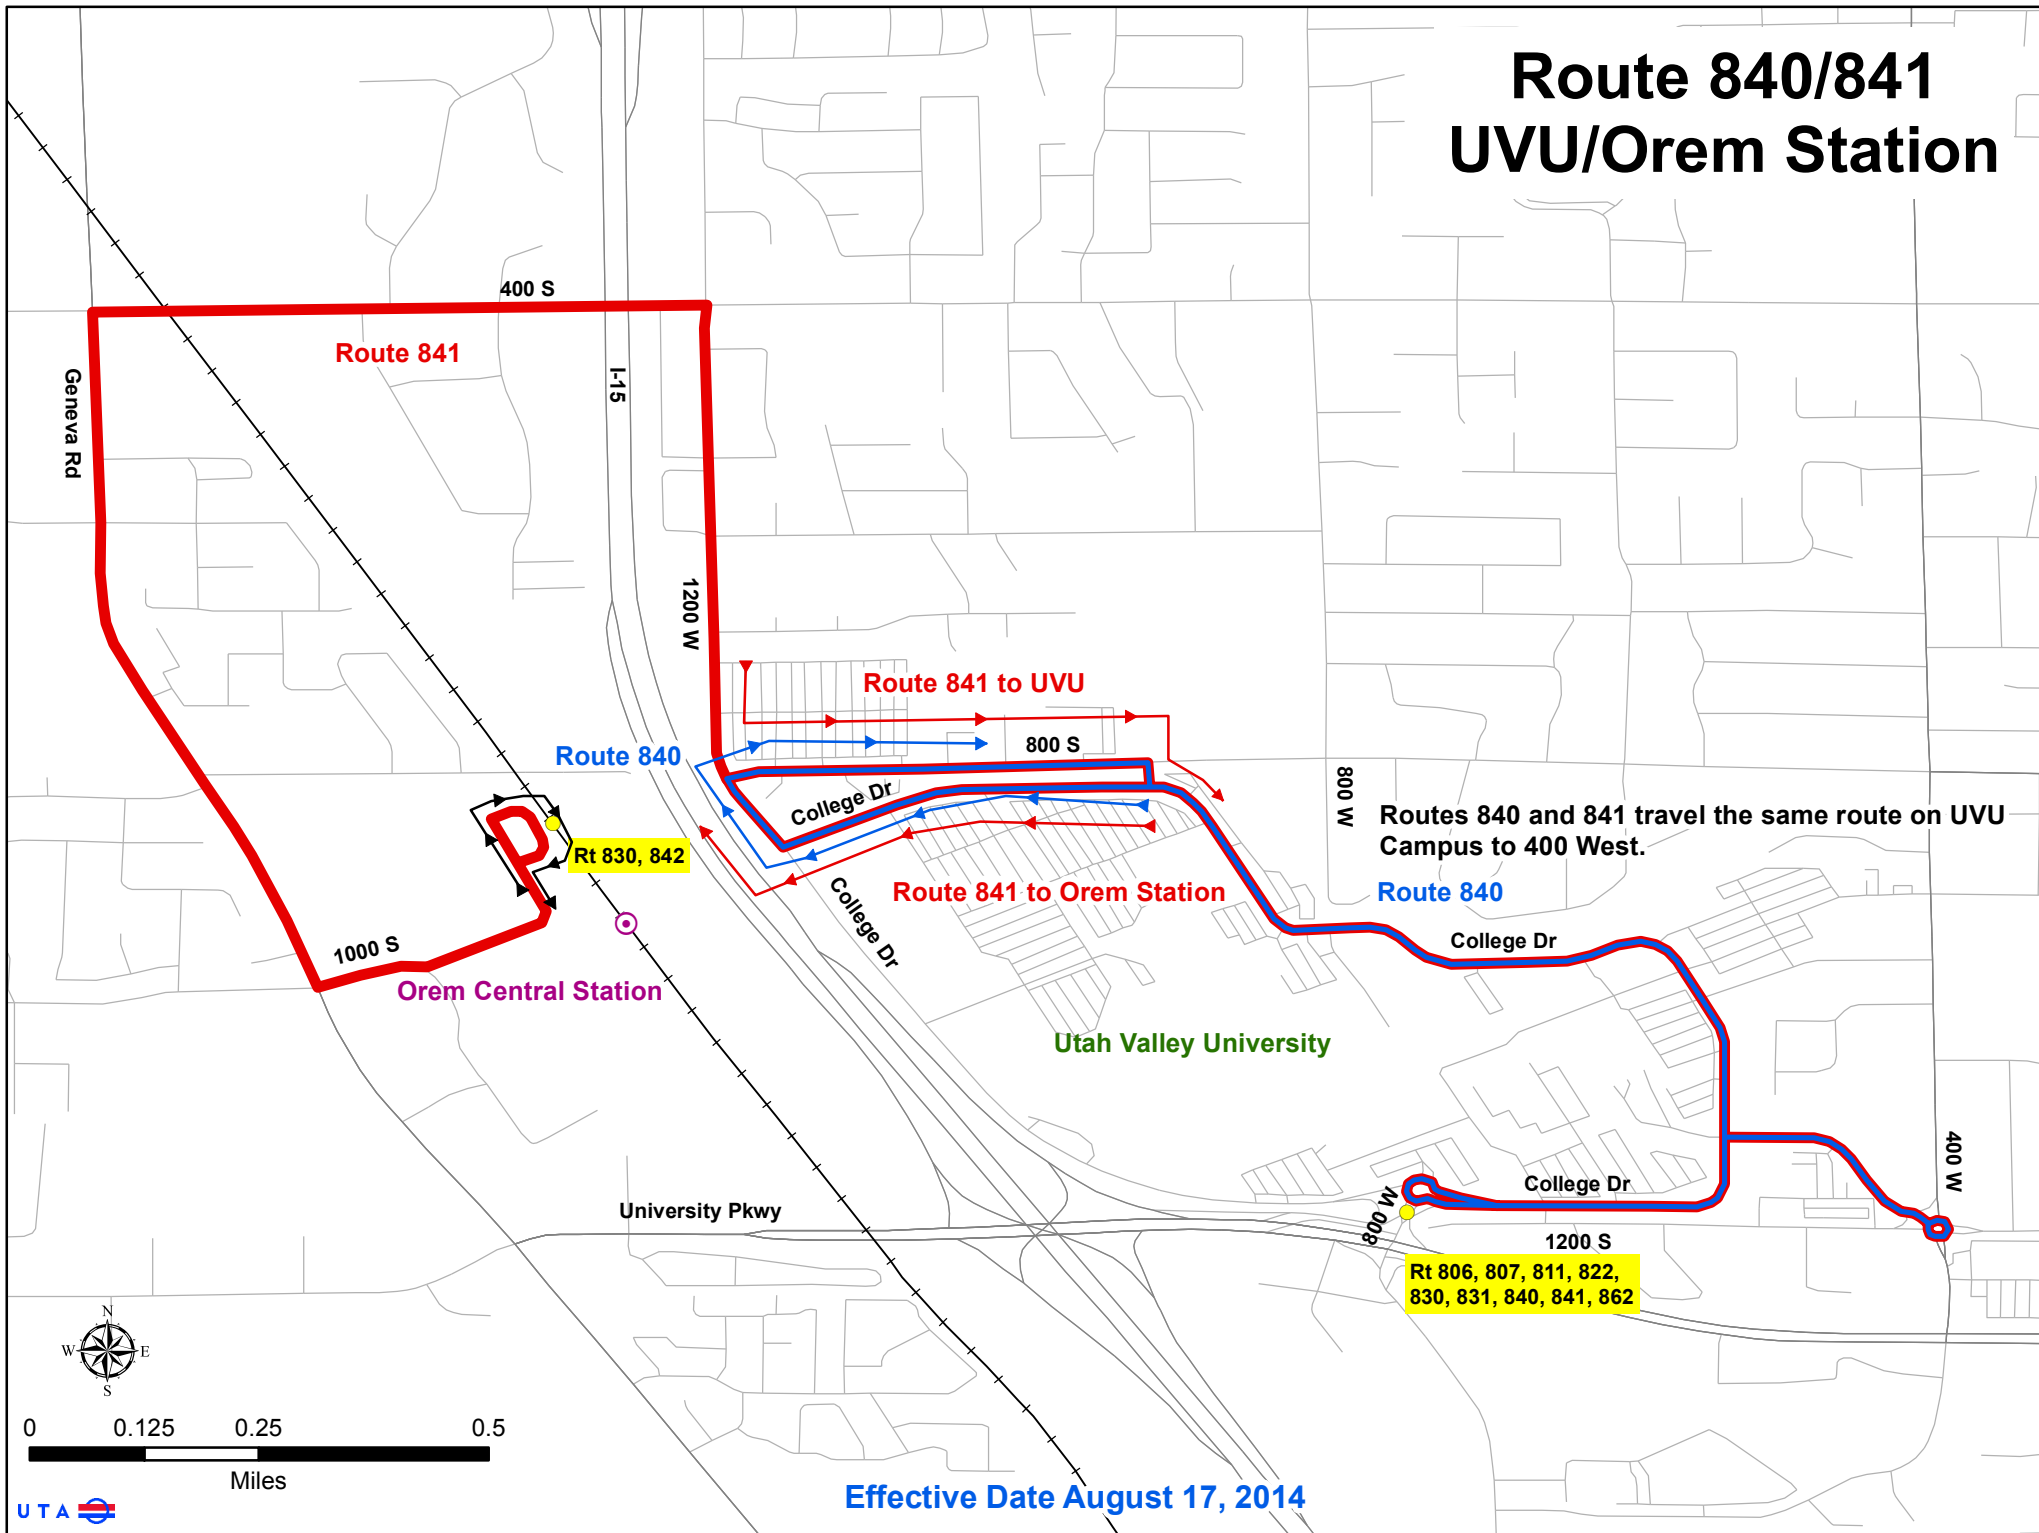 Route 840/841
UVU/Orem Station
400 S
Route 841
I-15
Geneva Rd
1200 W
Route 841 to UVU
Route 840
800 S
College Dr
800 W
Routes 840 and 841 travel the same route on UVU
Campus to 400 West.
Rt 830, 842
Route 841 to Orem Station
Route 840
College Dr
College Dr
1000 S
Orem Central Station
Utah Valley University
400 W
College Dr
University Pkwy
800 W
1200 S
Rt 806, 807, 811, 822,
830, 831, 840, 841, 862
N
W E
S
0 0.125 0.25 0.5
Miles
UTA
Effective Date August 17, 2014